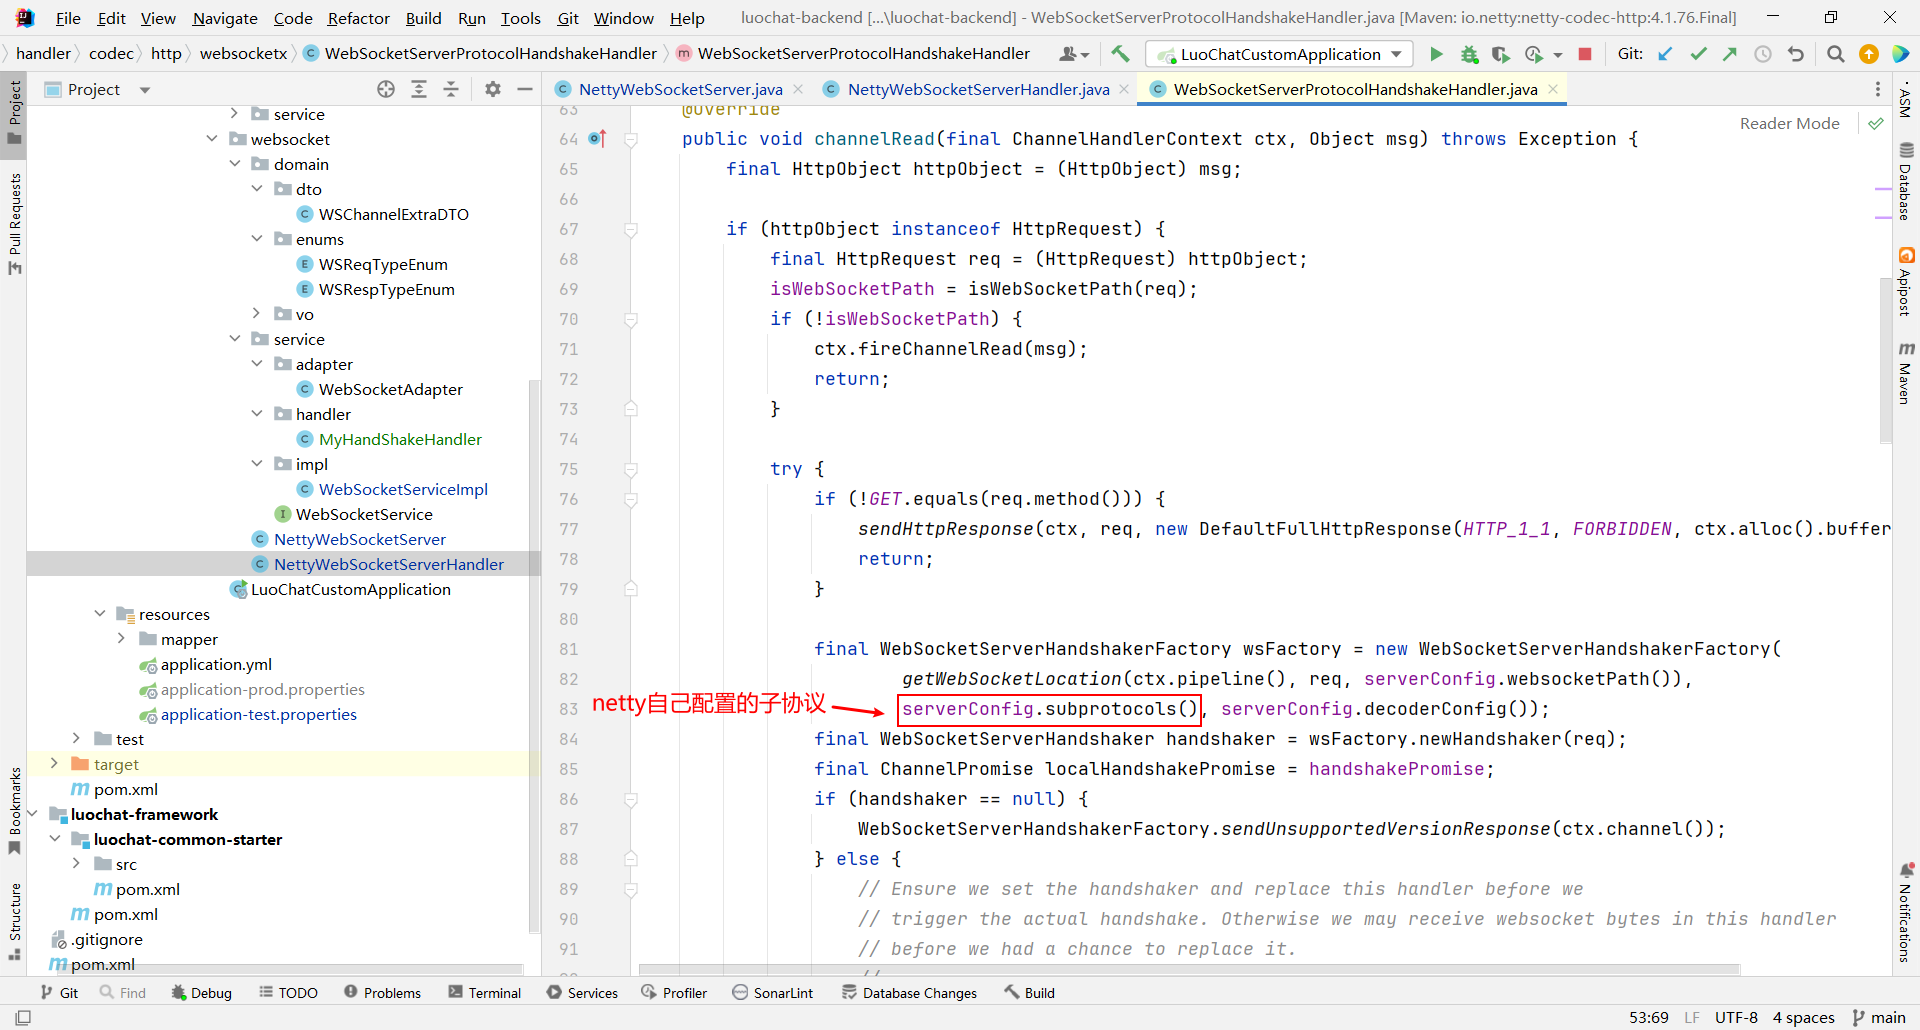 File Edit View Navigate Code Refactor Build Run Tools Git Window Help luochat-backend [...\luochat-backend] - WebSocketServerProtocolHandshakeHandler.java [Maven: io.netty:netty-codec-http:4.1.76.Final]
handler codec http websocketx WebSocketServerProtocolHandshakeHandler WebSocketServerProtocolHandshakeHandler LuoChatCustomApplication Git:
Project
NettyWebSocketServer.java NettyWebSocketServerHandler.java WebSocketServerProtocolHandshakeHandler.java
Project
Pull Requests
Bookmarks
Structure
service
websocket
domain
dto
WSChannelExtraDTO
enums
WSReqTypeEnum
WSRespTypeEnum
vo
service
adapter
WebSocketAdapter
handler
MyHandShakeHandler
impl
WebSocketServiceImpl
WebSocketService
NettyWebSocketServer
NettyWebSocketServerHandler
LuoChatCustomApplication
resources
mapper
application.yml
application-prod.properties
application-test.properties
test
target
pom.xml
luochat-framework
luochat-common-starter
src
pom.xml
pom.xml
.gitignore
pom.xml
Reader Mode
63 @Override
64 public void channelRead(final ChannelHandlerContext ctx, Object msg) throws Exception {
65 final HttpObject httpObject = (HttpObject) msg;
66
67 if (httpObject instanceof HttpRequest) {
68 final HttpRequest req = (HttpRequest) httpObject;
69 isWebSocketPath = isWebSocketPath(req);
70 if (!isWebSocketPath) {
71 ctx.fireChannelRead(msg);
72 return;
73 }
74
75 try {
76 if (!GET.equals(req.method())) {
77 sendHttpResponse(ctx, req, new DefaultFullHttpResponse(HTTP_1_1, FORBIDDEN, ctx.alloc().buffer
78 return;
79 }
80
81 final WebSocketServerHandshakerFactory wsFactory = new WebSocketServerHandshakerFactory(
82 getWebSocketLocation(ctx.pipeline(), req, serverConfig.websocketPath()),
netty自己配置的子协议
83 serverConfig.subprotocols(), serverConfig.decoderConfig());
84 final WebSocketServerHandshaker handshaker = wsFactory.newHandshaker(req);
85 final ChannelPromise localHandshakePromise = handshakePromise;
86 if (handshaker == null) {
87 WebSocketServerHandshakerFactory.sendUnsupportedVersionResponse(ctx.channel());
88 } else {
89 // Ensure we set the handshaker and replace this handler before we
90 // trigger the actual handshake. Otherwise we may receive websocket bytes in this handler
91 // before we had a chance to replace it.
//
ASM
Database
Apipost
Maven
Notifications
Git Find Debug TODO Problems Terminal Services Profiler SonarLint Database Changes Build
53:69 LF UTF-8 4 spaces main